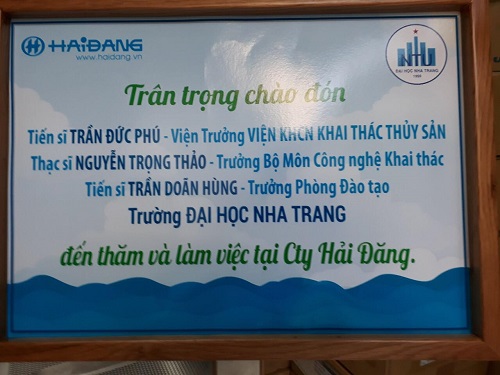 HẢIĐĂNG
www.haidang.vn
NHU
ĐẠI HỌC NHA TRANG
1959
Trân trọng chào đón
Tiến sĩ TRẦN ĐỨC PHÚ - Viện Trưởng VIỆN KHCN KHAI THÁC THỦY SẢN
Thạc sĩ NGUYỄN TRỌNG THẢO - Trưởng Bộ Môn Công nghệ Khai thác
Tiến sĩ TRẦN DOÃN HÙNG - Trưởng Phòng Đào tạo
Trường ĐẠI HỌC NHA TRANG
đến thăm và làm việc tại Cty Hải Đăng.